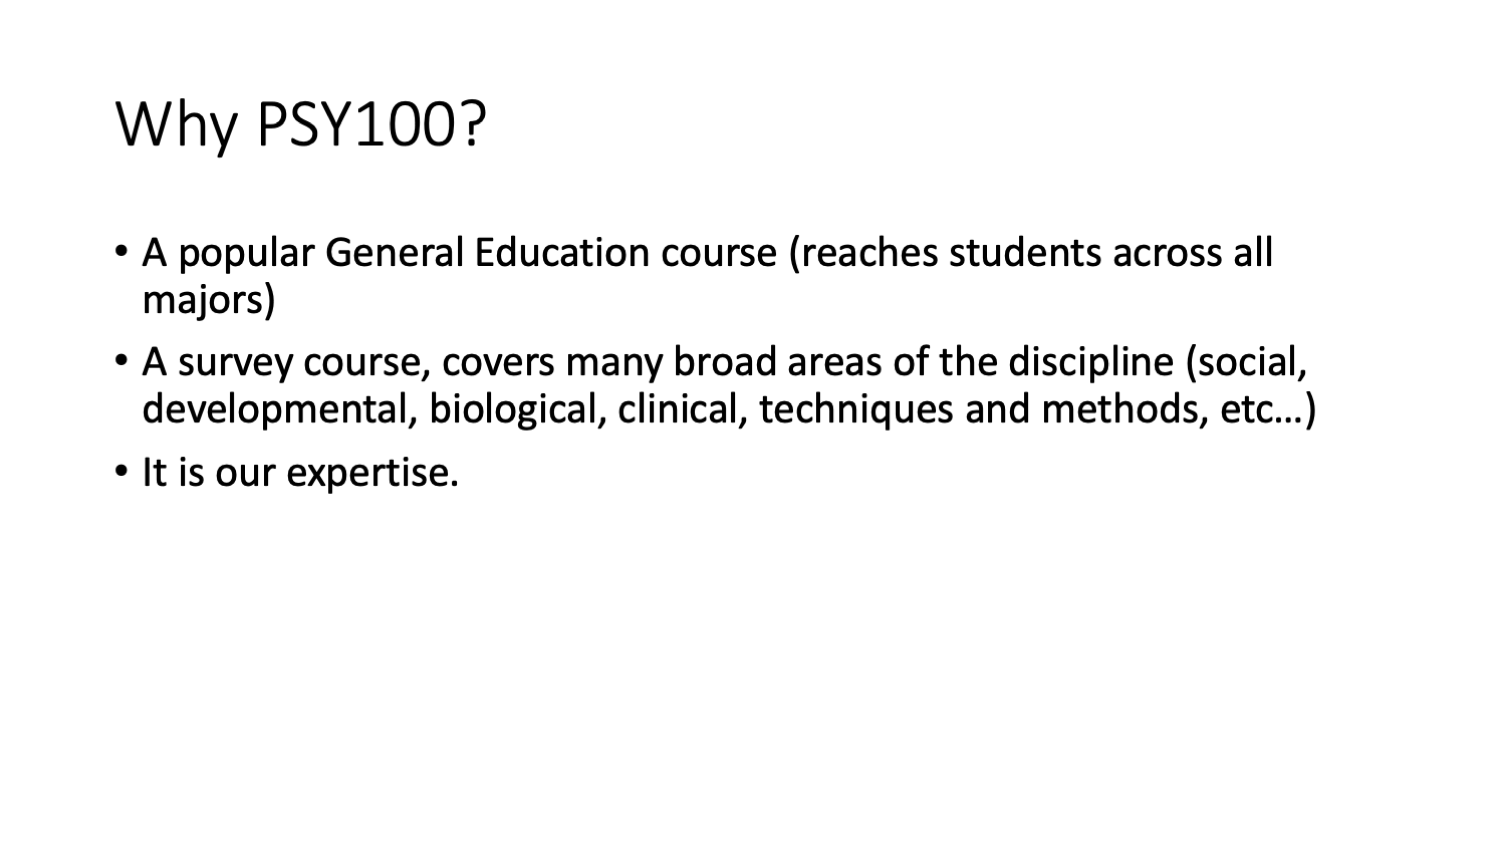 Why PSY100?
• A popular General Education course (reaches students across all
majors)
• A survey course, covers many broad areas of the discipline (social,
developmental, biological, clinical, techniques and methods, etc…)
• It is our expertise.